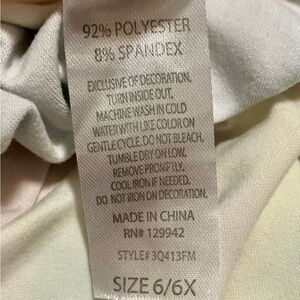 92% POLYESTER
8% SPANDEX
EXCLUSIVE OF DECORATION.
TURN INSIDE OUT.
MACHINE WASH IN COLD
WATER WITH LIKE COLOR ON
GENTLE CYCLE. DO NOT BLEACH.
TUMBLE DRY ON LOW.
REMOVE PROMPTLY.
COOL IRON IF NEEDED.
DO NOT IRON ON DECORATION.
MADE IN CHINA
RN# 129942
STYLE# 3Q413FM
SIZE 6/6X